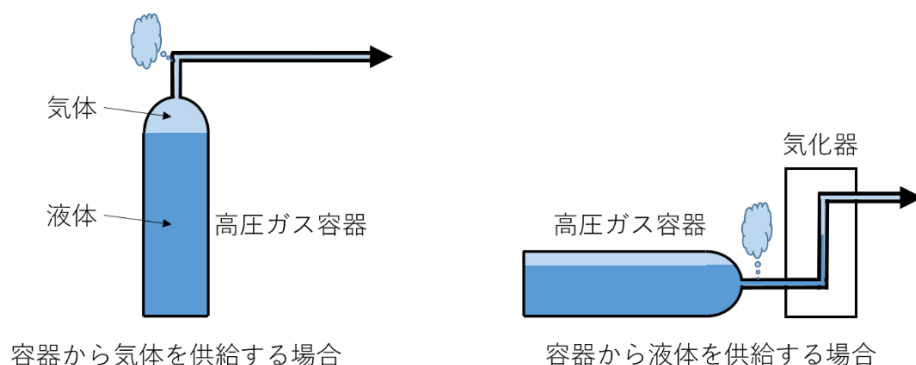 気体
液体
高圧ガス容器
容器から気体を供給する場合
気化器
高圧ガス容器
容器から液体を供給する場合